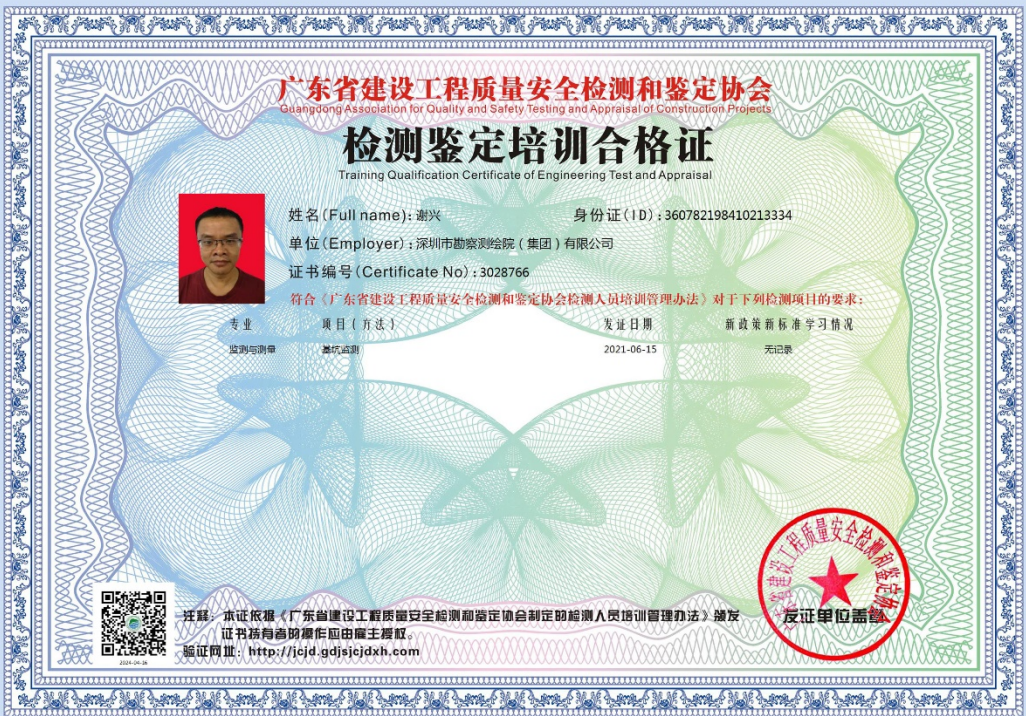 广东省建设工程质量安全检测和鉴定协会
Guangdong Association for Quality and Safety Testing and Appraisal of Construction Projects
检测鉴定培训合格证
Training Qualification Certificate of Engineering Test and Appraisal
姓名(Full name):谢兴 身份证(ID):360782198410213334
单位(Employer):深圳市勘察测绘院（集团）有限公司
证书编号(Certificate No):3028766
符合《广东省建设工程质量安全检测和鉴定协会检测人员培训管理办法》对于下列检测项目的要求:
专业 项目(方法) 发证日期 新政策新标准学习情况
监测与测量 基坑监测 2021-06-15 无记录
广东省建设工程质量安全检测和鉴定协会
发证单位盖章
注释: 本证依据《广东省建设工程质量安全检测和鉴定协会制定的检测人员培训管理办法》颁发
证书持有者的操作应由雇主授权。
验证网址: http://jcjd.gdjsjcjdxh.com
2024-04-26